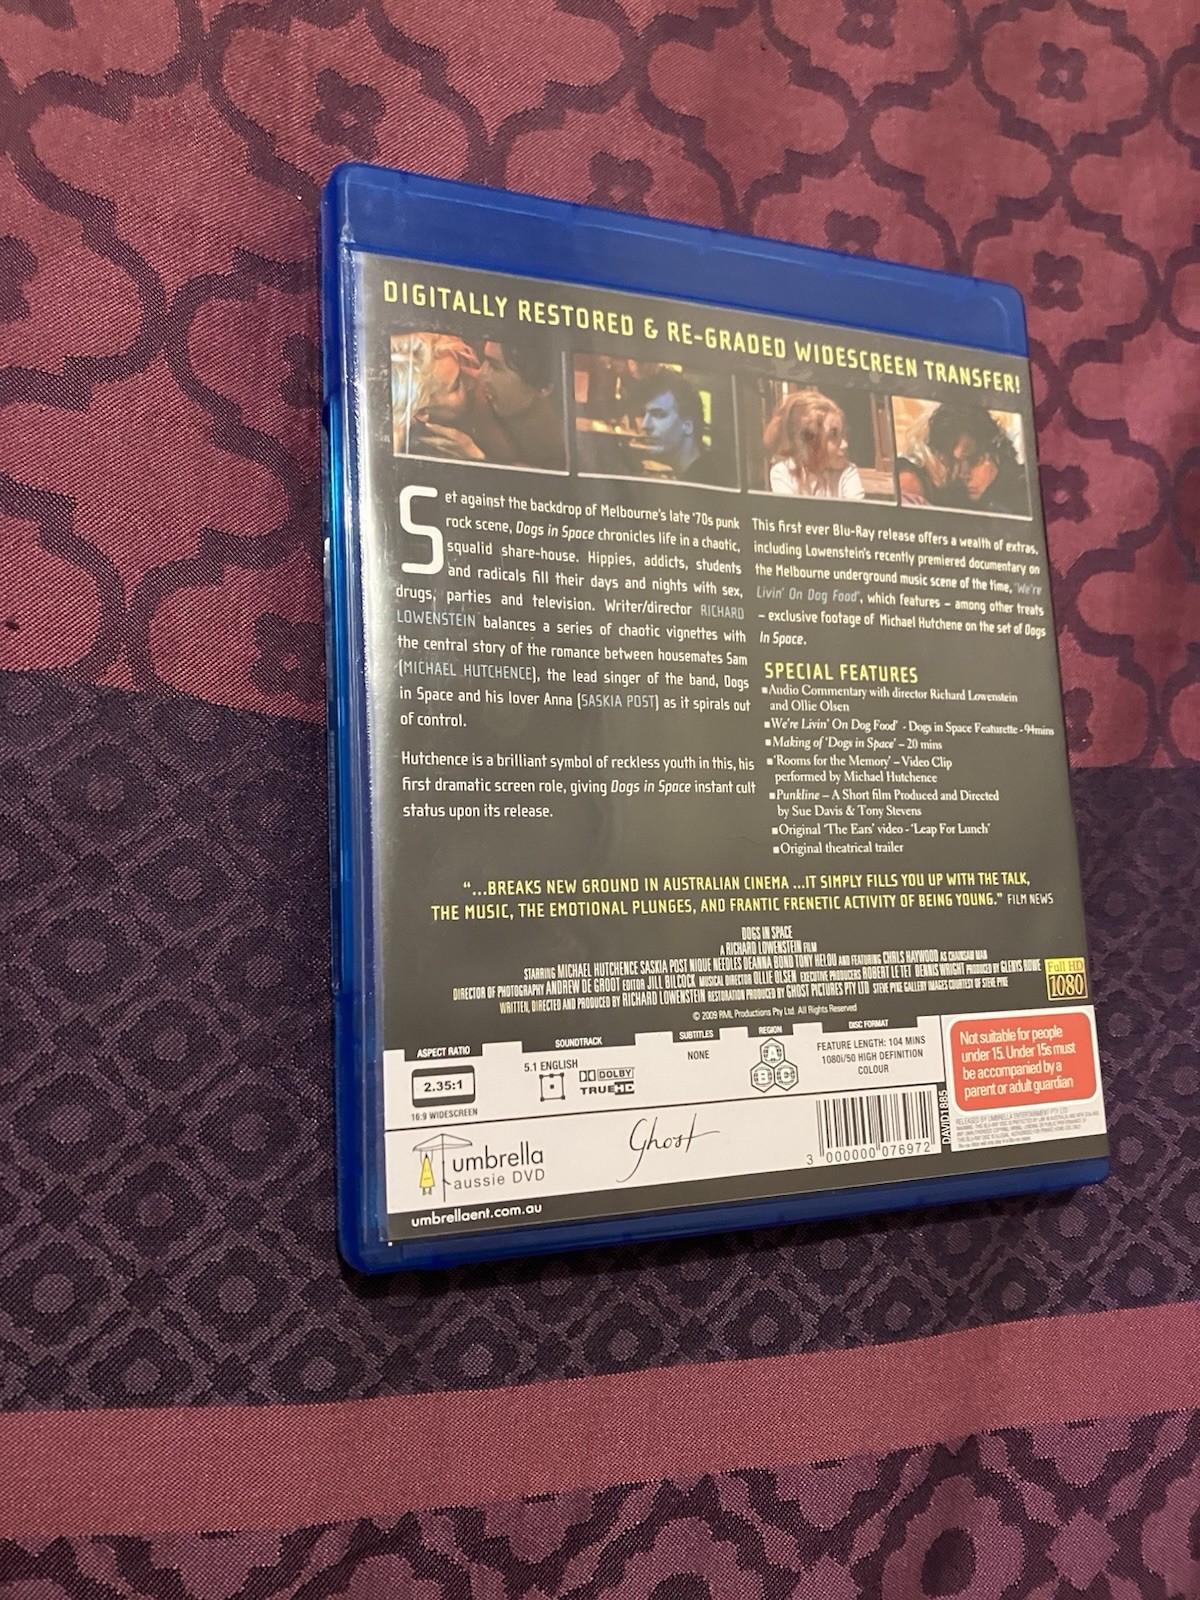 DIGITALLY RESTORED & RE-GRADED WIDESCREEN TRANSFER!
Set against the backdrop of Melbourne's late '70s punk
rock scene, Dogs in Space chronicles life in a chaotic,
squalid share-house. Hippies, addicts, students
and radicals fill their days and nights with sex,
drugs, parties and television. Writer/director RICHARD
LOWENSTEIN balances a series of chaotic vignettes with
the central story of the romance between housemates Sam
(MICHAEL HUTCHENCE), the lead singer of the band, Dogs
in Space and his lover Anna (SASKIA POST) as it spirals out
of control.
Hutchence is a brilliant symbol of reckless youth in this, his
first dramatic screen role, giving Dogs in Space instant cult
status upon its release.
This first ever Blu-Ray release offers a wealth of extras,
including Lowenstein's recently premiered documentary on
the Melbourne underground music scene of the time, 'We're
Livin' On Dog Food', which features – among other treats
– exclusive footage of Michael Hutchene on the set of Dogs
In Space.
SPECIAL FEATURES
▪Audio Commentary with director Richard Lowenstein
and Ollie Olsen
▪We're Livin' On Dog Food' - Dogs in Space Featurette - 94mins
▪Making of 'Dogs in Space' – 20 mins
▪'Rooms for the Memory' – Video Clip
performed by Michael Hutchence
▪Punkline – A Short film Produced and Directed
by Sue Davis & Tony Stevens
▪Original 'The Ears' video - 'Leap For Lunch'
▪Original theatrical trailer
"...BREAKS NEW GROUND IN AUSTRALIAN CINEMA ...IT SIMPLY FILLS YOU UP WITH THE TALK,
THE MUSIC, THE EMOTIONAL PLUNGES, AND FRANTIC FRENETIC ACTIVITY OF BEING YOUNG." FILM NEWS
DOGS IN SPACE
A RICHARD LOWENSTEIN FILM
STARRING MICHAEL HUTCHENCE SASKIA POST NIQUE NEEDLES DEANNA BOND TONY HELOU AND FEATURING CHRIS HAYWOOD AS CHAINSAW MAN
DIRECTOR OF PHOTOGRAPHY ANDREW DE GROOT EDITOR JILL BILCOCK MUSICAL DIRECTOR OLLIE OLSEN EXECUTIVE PRODUCERS ROBERT LE TET DENNIS WRIGHT PRODUCED BY GLENYS ROWE
WRITTEN, DIRECTED AND PRODUCED BY RICHARD LOWENSTEIN RESTORATION PRODUCED BY GHOST PICTURES PTY LTD STEVE PYKE GALLERY IMAGES COURTESY OF STEVE PYKE
© 2009 RML Productions Pty Ltd. All Rights Reserved
Full HD
1080
ASPECT RATIO
2.35:1
16:9 WIDESCREEN
SOUNDTRACK
5.1 ENGLISH
DOLBY
TRUEHD
SUBTITLES
NONE
REGION
A
B C
DISC FORMAT
FEATURE LENGTH: 104 MINS
1080i/50 HIGH DEFINITION
COLOUR
Not suitable for people
under 15. Under 15s must
be accompanied by a
parent or adult guardian
RELEASED BY UMBRELLA ENTERTAINMENT PTY LTD
umbrella
aussie DVD
Ghost
3 000000 076972
DAVID1885
umbrellaent.com.au